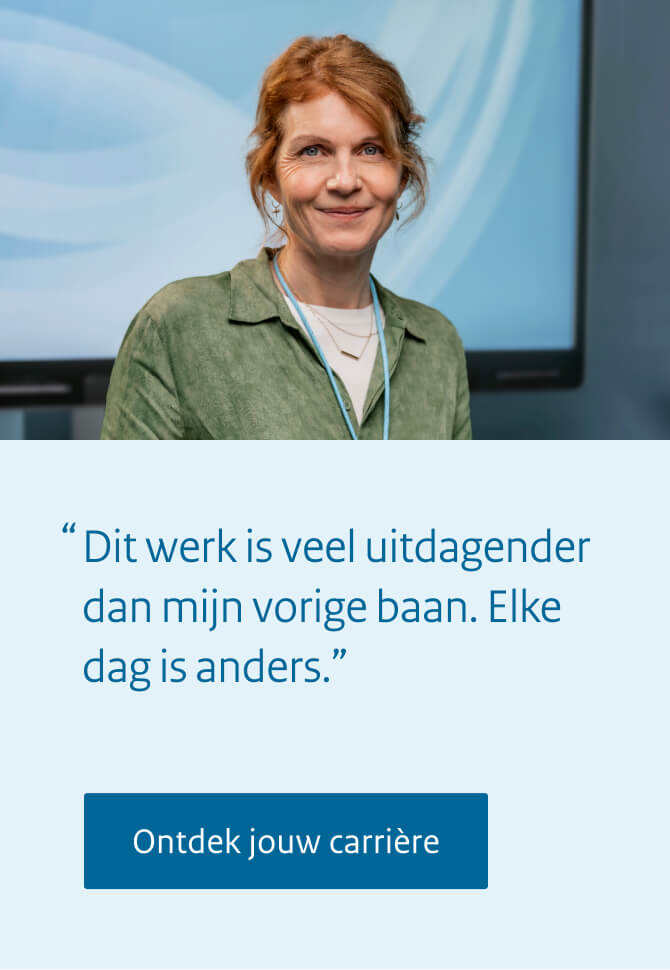 “Dit werk is veel uitdagender
dan mijn vorige baan. Elke
dag is anders.”
Ontdek jouw carrière